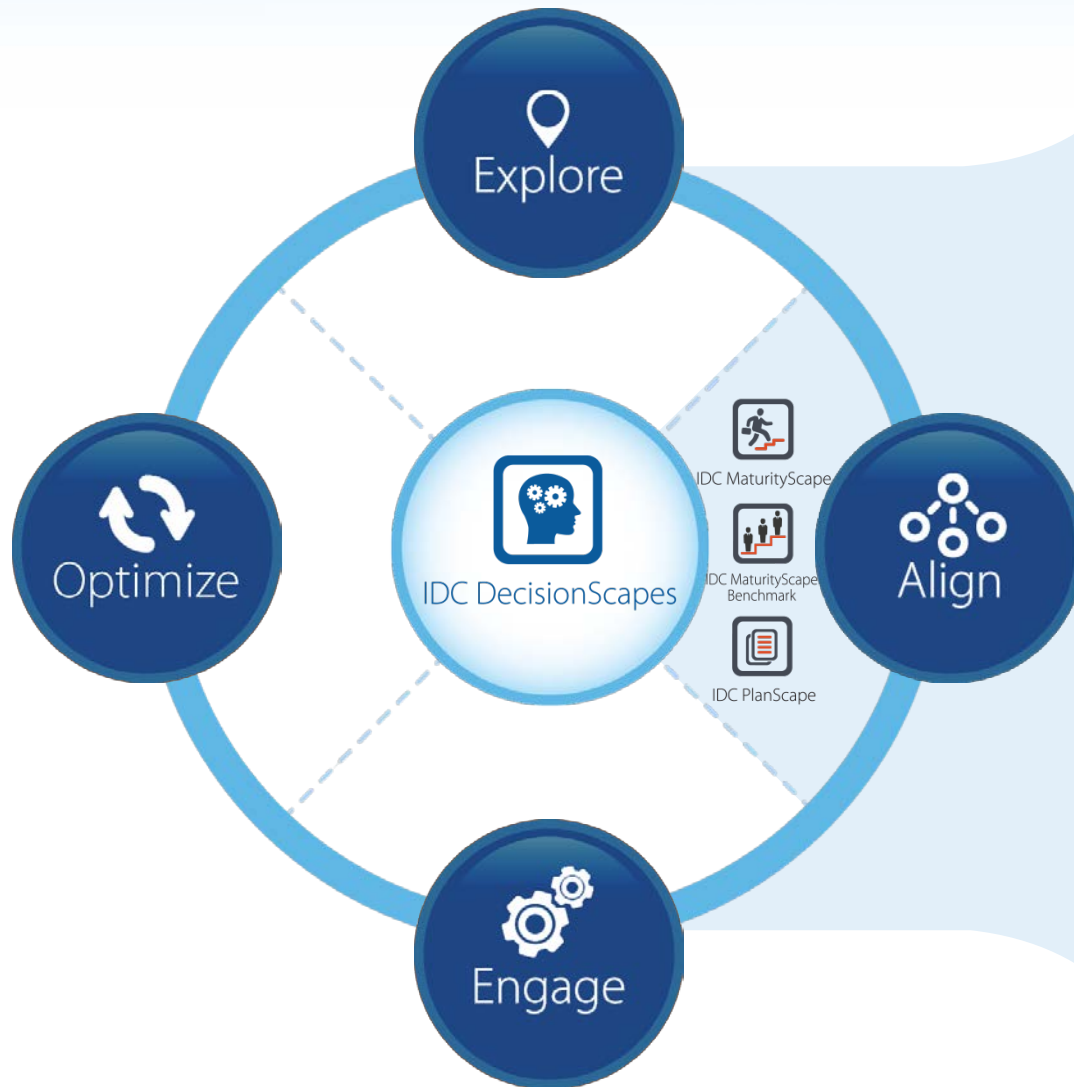 Explore
IDC MaturityScape
Optimize
IDC DecisionScapes
IDC MaturityScape
Benchmark
Align
IDC PlanScape
Engage